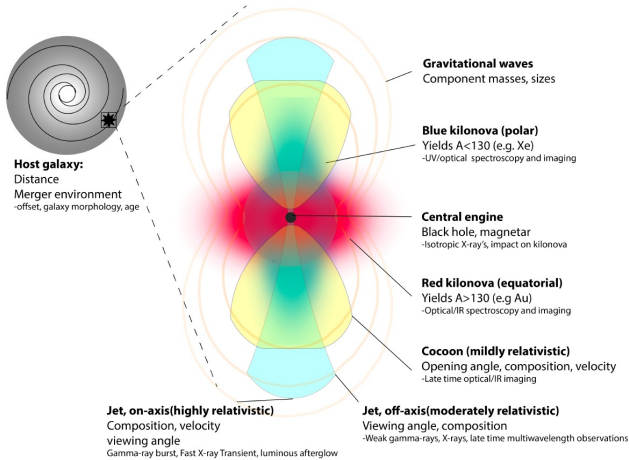 Host galaxy:
Distance
Merger environment
-offset, galaxy morphology, age
Gravitational waves
Component masses, sizes
Blue kilonova (polar)
Yields A<130 (e.g. Xe)
-UV/optical spectroscopy and imaging
Central engine
Black hole, magnetar
-Isotropic X-ray's, impact on kilonova
Red kilonova (equatorial)
Yields A>130 (e.g Au)
-Optical/IR spectroscopy and imaging
Cocoon (mildly relativistic)
Opening angle, composition, velocity
-Late time optical/IR imaging
Jet, on-axis(highly relativistic)
Composition, velocity
viewing angle
Gamma-ray burst, Fast X-ray Transient, luminous afterglow
Jet, off-axis(moderately relativistic)
Viewing angle, composition
-Weak gamma-rays, X-rays, late time multiwavelength observations